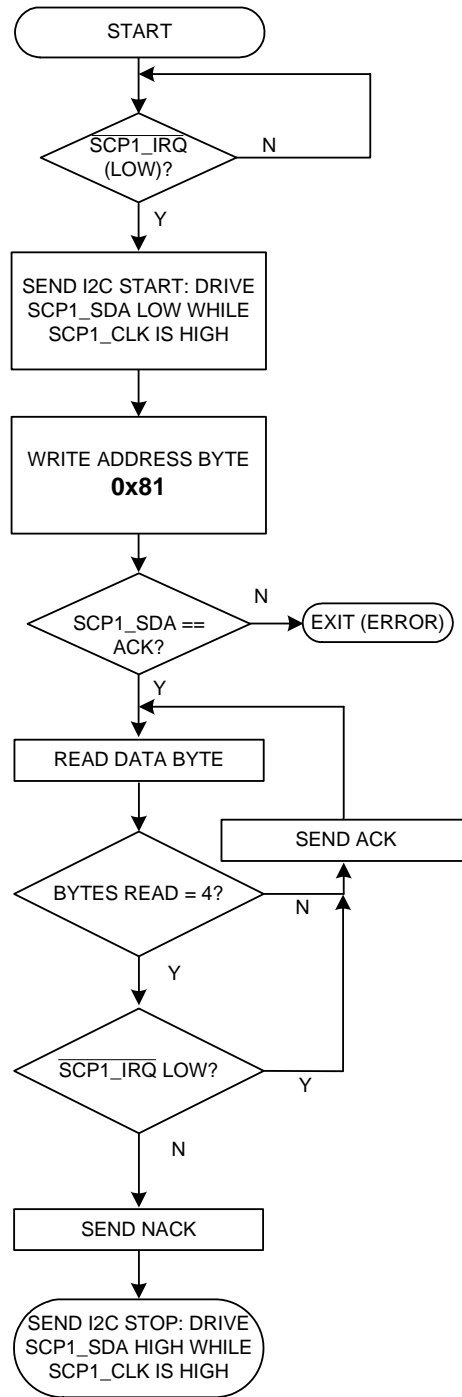 START
SCP1_IRQ
(LOW)?
N
Y
SEND I2C START: DRIVE
SCP1_SDA LOW WHILE
SCP1_CLK IS HIGH
WRITE ADDRESS BYTE
0x81
N
SCP1_SDA ==
ACK?
EXIT (ERROR)
Y
READ DATA BYTE
SEND ACK
BYTES READ = 4?
N
Y
SCP1_IRQ LOW?
Y
N
SEND NACK
SEND I2C STOP: DRIVE
SCP1_SDA HIGH WHILE
SCP1_CLK IS HIGH